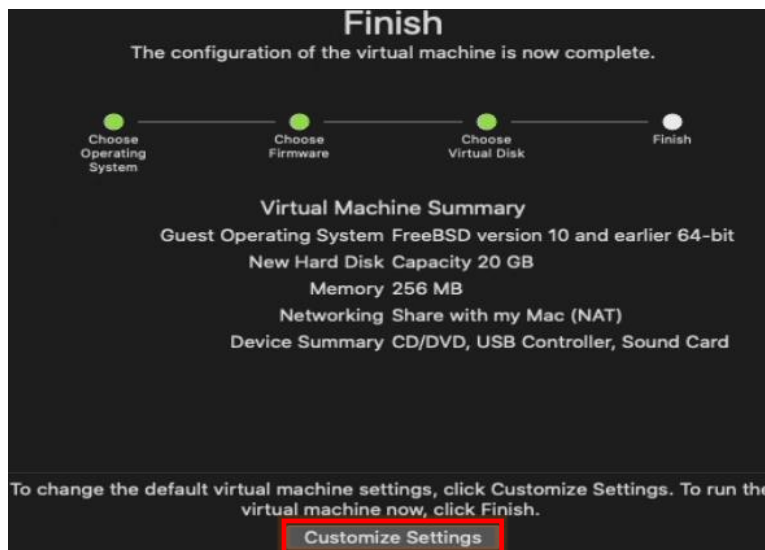 Finish
The configuration of the virtual machine is now complete.
Choose Operating System
Choose Firmware
Choose Virtual Disk
Finish
Virtual Machine Summary
Guest Operating System FreeBSD version 10 and earlier 64-bit
New Hard Disk Capacity 20 GB
Memory 256 MB
Networking Share with my Mac (NAT)
Device Summary CD/DVD, USB Controller, Sound Card
To change the default virtual machine settings, click Customize Settings. To run the
virtual machine now, click Finish.
Customize Settings